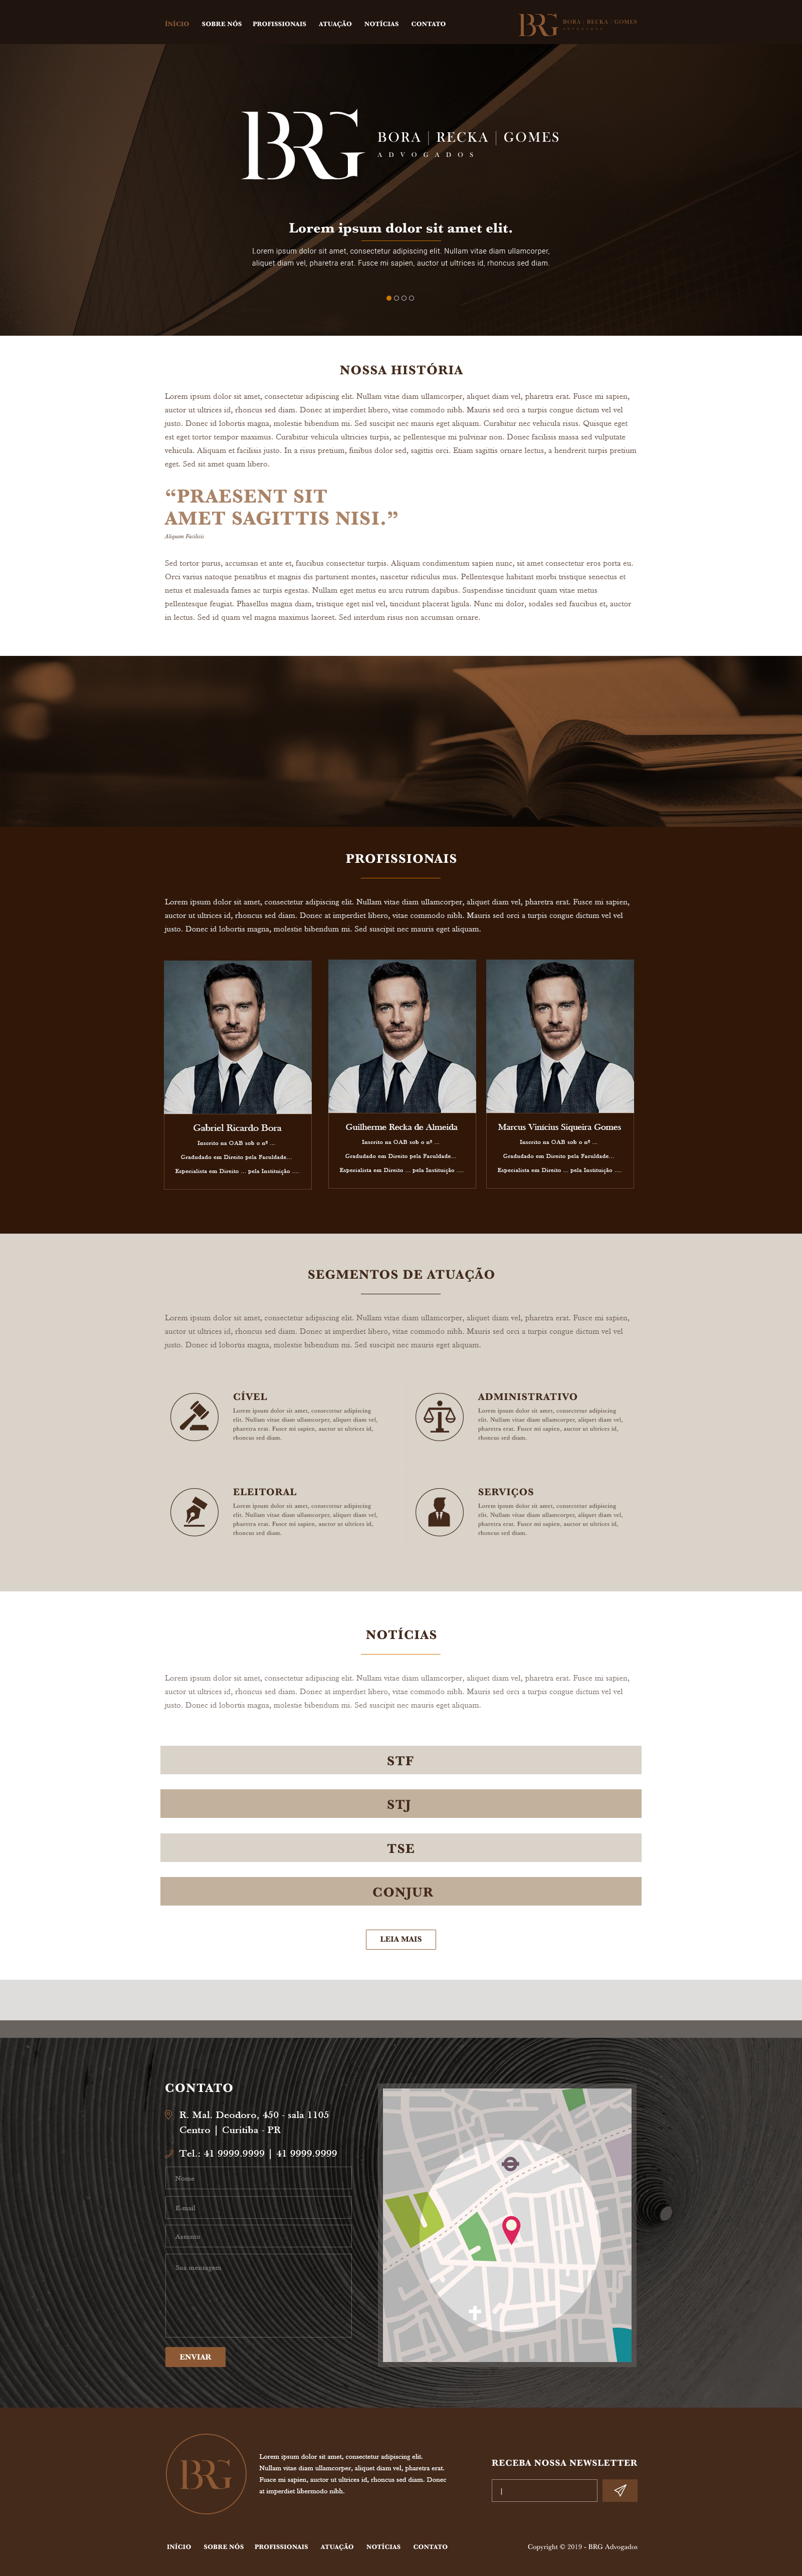 INÍCIO SOBRE NÓS PROFISSIONAIS ATUAÇÃO NOTÍCIAS CONTATO
BRG BORA | RECKA | GOMES
ADVOGADOS
BRG BORA | RECKA | GOMES
ADVOGADOS
Lorem ipsum dolor sit amet elit.
Lorem ipsum dolor sit amet, consectetur adipiscing elit. Nullam vitae diam ullamcorper,
aliquet diam vel, pharetra erat. Fusce mi sapien, auctor ut ultrices id, rhoncus sed diam.
NOSSA HISTÓRIA
Lorem ipsum dolor sit amet, consectetur adipiscing elit. Nullam vitae diam ullamcorper, aliquet diam vel, pharetra erat. Fusce mi sapien,
auctor ut ultrices id, rhoncus sed diam. Donec at imperdiet libero, vitae commodo nibh. Mauris sed orci a turpis congue dictum vel vel
justo. Donec id lobortis magna, molestie bibendum mi. Sed suscipit nec mauris eget aliquam. Curabitur nec vehicula risus. Quisque eget
est eget tortor tempor maximus. Curabitur vehicula ultricies turpis, ac pellentesque mi pulvinar non. Donec facilisis massa sed vulputate
vehicula. Aliquam et facilisis justo. In a risus pretium, finibus dolor sed, sagittis orci. Etiam sagittis ornare lectus, a hendrerit turpis pretium
eget. Sed sit amet quam libero.
“PRAESENT SIT
AMET SAGITTIS NISI.”
Aliquam Facilisis
Sed tortor purus, accumsan et ante et, faucibus consectetur turpis. Aliquam condimentum sapien nunc, sit amet consectetur eros porta eu.
Orci varius natoque penatibus et magnis dis parturient montes, nascetur ridiculus mus. Pellentesque habitant morbi tristique senectus et
netus et malesuada fames ac turpis egestas. Nullam eget metus eu arcu rutrum dapibus. Suspendisse tincidunt quam vitae metus
pellentesque feugiat. Phasellus magna diam, tristique eget nisl vel, tincidunt placerat ligula. Nunc mi dolor, sodales sed faucibus et, auctor
in lectus. Sed id quam vel magna maximus laoreet. Sed interdum risus non accumsan ornare.
PROFISSIONAIS
Lorem ipsum dolor sit amet, consectetur adipiscing elit. Nullam vitae diam ullamcorper, aliquet diam vel, pharetra erat. Fusce mi sapien,
auctor ut ultrices id, rhoncus sed diam. Donec at imperdiet libero, vitae commodo nibh. Mauris sed orci a turpis congue dictum vel vel
justo. Donec id lobortis magna, molestie bibendum mi. Sed suscipit nec mauris eget aliquam.
Gabriel Ricardo Bora
Inscrito na OAB sob o nº ...
Gradudado em Direito pela Faculdade...
Especialista em Direito ... pela Instituição ....
Guilherme Recka de Almeida
Inscrito na OAB sob o nº ...
Gradudado em Direito pela Faculdade...
Especialista em Direito ... pela Instituição ....
Marcus Vinícius Siqueira Gomes
Inscrito na OAB sob o nº ...
Gradudado em Direito pela Faculdade...
Especialista em Direito ... pela Instituição ....
SEGMENTOS DE ATUAÇÃO
Lorem ipsum dolor sit amet, consectetur adipiscing elit. Nullam vitae diam ullamcorper, aliquet diam vel, pharetra erat. Fusce mi sapien,
auctor ut ultrices id, rhoncus sed diam. Donec at imperdiet libero, vitae commodo nibh. Mauris sed orci a turpis congue dictum vel vel
justo. Donec id lobortis magna, molestie bibendum mi. Sed suscipit nec mauris eget aliquam.
CÍVEL
Lorem ipsum dolor sit amet, consectetur adipiscing
elit. Nullam vitae diam ullamcorper, aliquet diam vel,
pharetra erat. Fusce mi sapien, auctor ut ultrices id,
rhoncus sed diam.
ADMINISTRATIVO
Lorem ipsum dolor sit amet, consectetur adipiscing
elit. Nullam vitae diam ullamcorper, aliquet diam vel,
pharetra erat. Fusce mi sapien, auctor ut ultrices id,
rhoncus sed diam.
ELEITORAL
Lorem ipsum dolor sit amet, consectetur adipiscing
elit. Nullam vitae diam ullamcorper, aliquet diam vel,
pharetra erat. Fusce mi sapien, auctor ut ultrices id,
rhoncus sed diam.
SERVIÇOS
Lorem ipsum dolor sit amet, consectetur adipiscing
elit. Nullam vitae diam ullamcorper, aliquet diam vel,
pharetra erat. Fusce mi sapien, auctor ut ultrices id,
rhoncus sed diam.
NOTÍCIAS
Lorem ipsum dolor sit amet, consectetur adipiscing elit. Nullam vitae diam ullamcorper, aliquet diam vel, pharetra erat. Fusce mi sapien,
auctor ut ultrices id, rhoncus sed diam. Donec at imperdiet libero, vitae commodo nibh. Mauris sed orci a turpis congue dictum vel vel
justo. Donec id lobortis magna, molestie bibendum mi. Sed suscipit nec mauris eget aliquam.
STF
STJ
TSE
CONJUR
LEIA MAIS
CONTATO
R. Mal. Deodoro, 450 - sala 1105
Centro | Curitiba - PR
Tel.: 41 9999.9999 | 41 9999.9999
Nome
E-mail
Assunto
Sua mensagem
ENVIAR
BRG
Lorem ipsum dolor sit amet, consectetur adipiscing elit.
Nullam vitae diam ullamcorper, aliquet diam vel, pharetra erat.
Fusce mi sapien, auctor ut ultrices id, rhoncus sed diam. Donec
at imperdiet libermodo nibh.
RECEBA NOSSA NEWSLETTER
INÍCIO SOBRE NÓS PROFISSIONAIS ATUAÇÃO NOTÍCIAS CONTATO
Copyright © 2019 - BRG Advogados